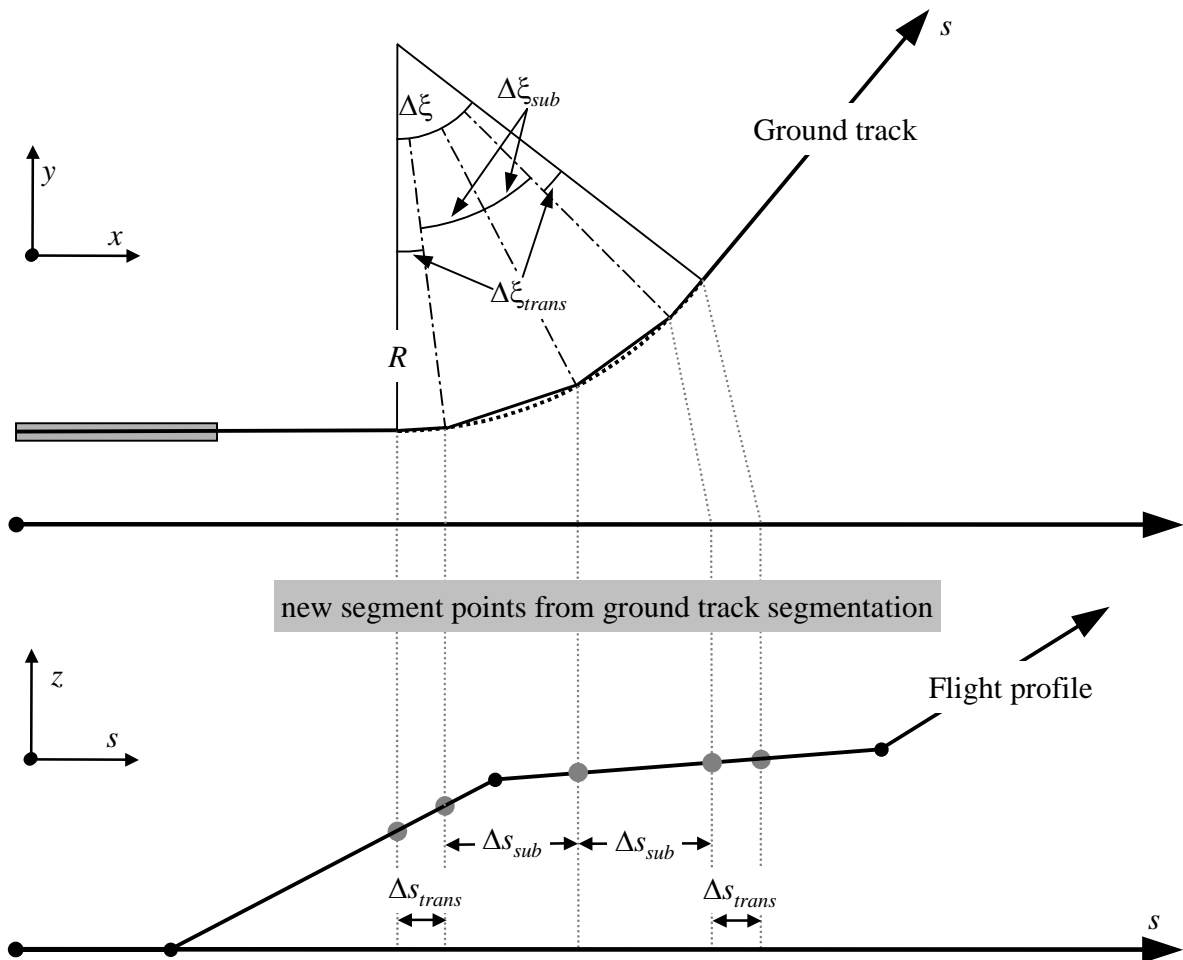 s
Δξ
Δξsub
Ground track
y
x
Δξtrans
R
new segment points from ground track segmentation
z
Flight profile
s
Δssub
Δssub
Δstrans
Δstrans
s